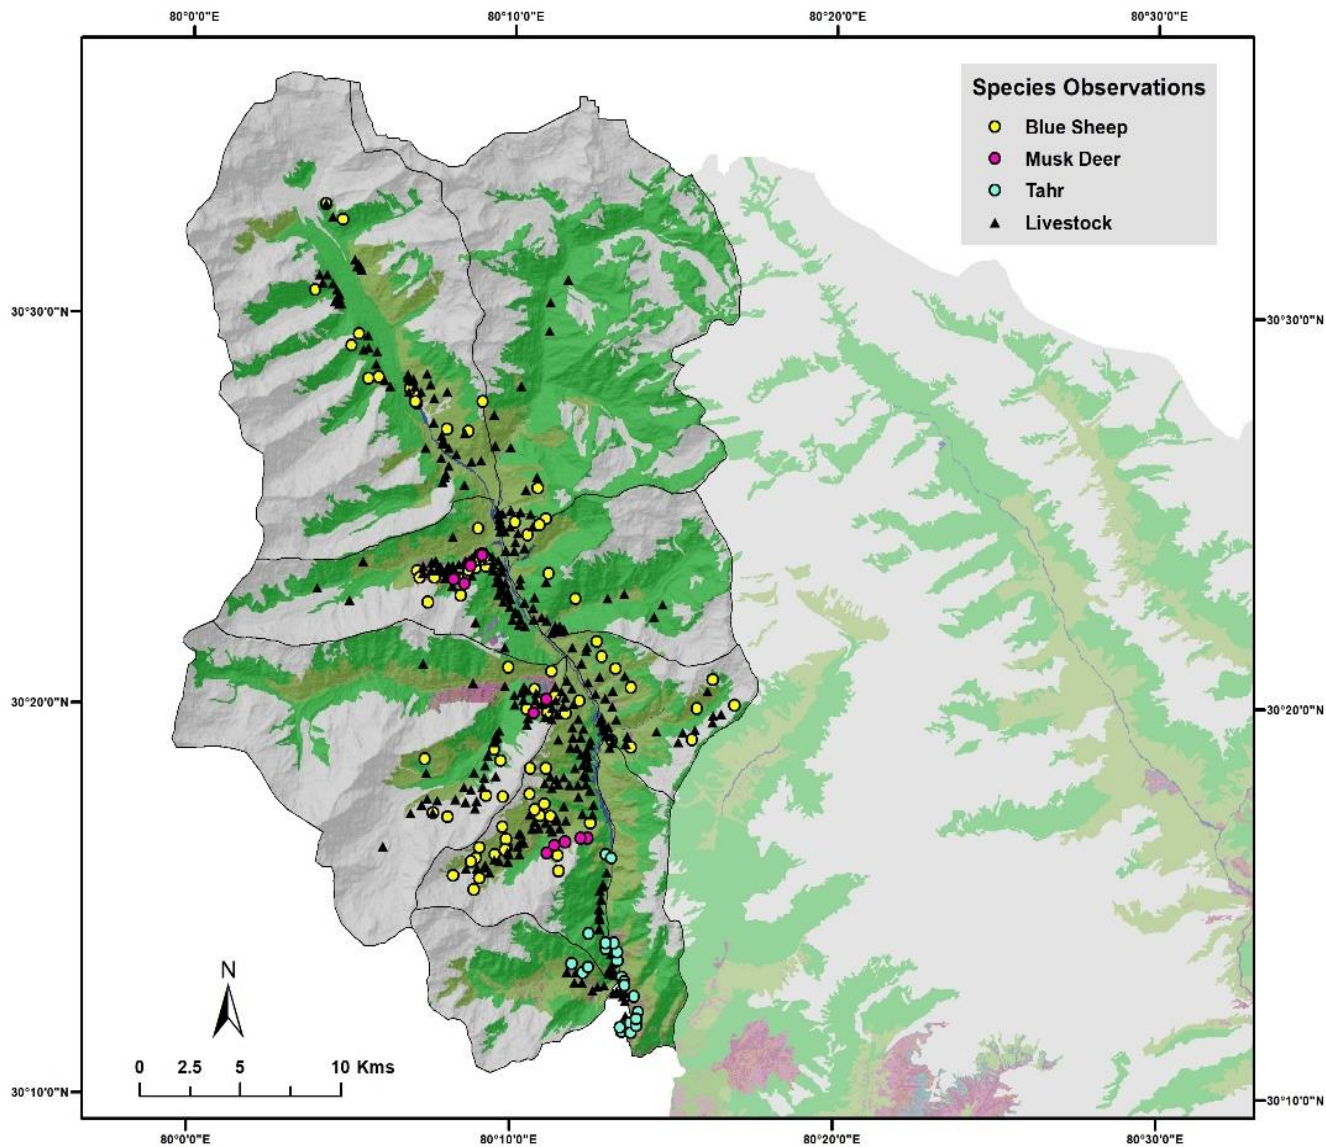 80°0'0"E 80°10'0"E 80°20'0"E 80°30'0"E
Species Observations
Blue Sheep
Musk Deer
Tahr
Livestock
30°30'0"N 30°30'0"N
30°20'0"N 30°20'0"N
N
0 2.5 5 10 Kms
30°10'0"N 30°10'0"N
80°0'0"E 80°10'0"E 80°20'0"E 80°30'0"E